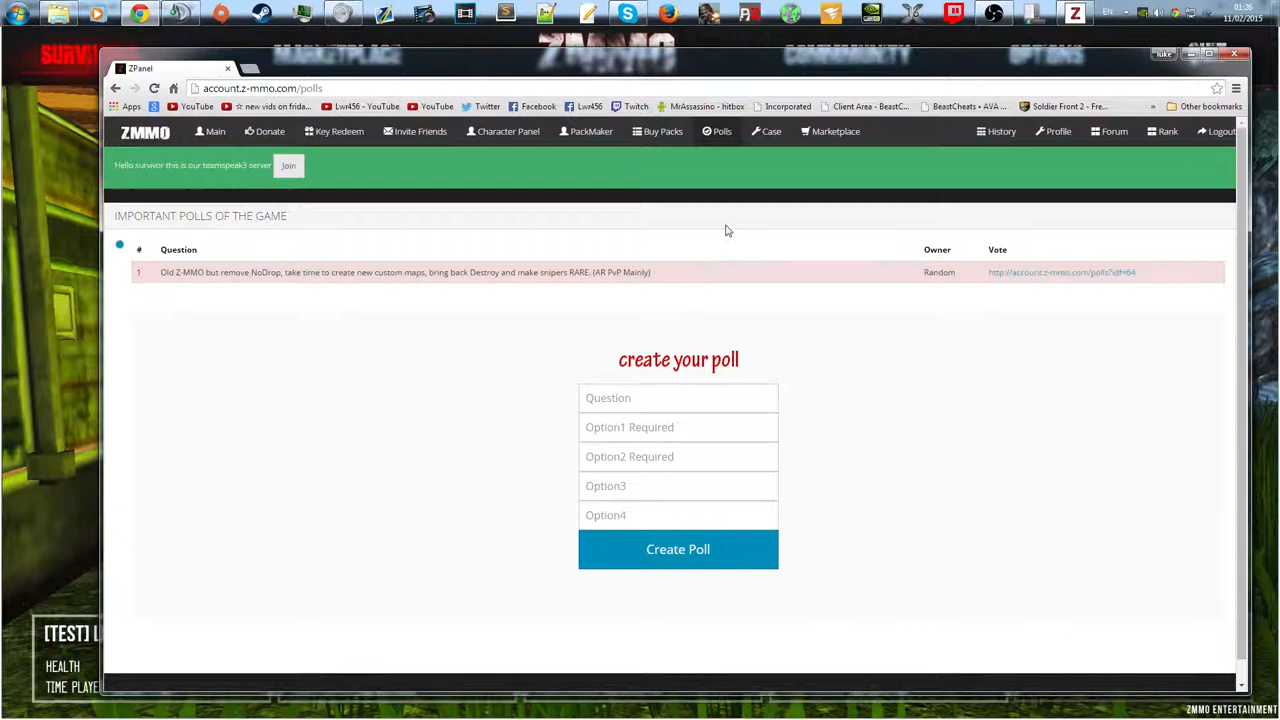 01:26
EN
11/02/2015
SURV
ZMMO
luke
ZPanel
account.z-mmo.com/polls
Apps YouTube ☆ new vids on frida... Lwr456 - YouTube YouTube Twitter Facebook Lwr456 Twitch MrAssassino - hitbox Incorporated Client Area - BeastC... BeastCheats • AVA ... Soldier Front 2 - Fre... » Other bookmarks
ZMMO Main Donate Key Redeem Invite Friends Character Panel PackMaker Buy Packs Polls Case Marketplace History Profile Forum Rank Logout
Hello survivor this is our teamspeak3 server Join
IMPORTANT POLLS OF THE GAME
# Question Owner Vote
1 Old Z-MMO but remove NoDrop, take time to create new custom maps, bring back Destroy and make snipers RARE. (AR PvP Mainly) Random http://account.z-mmo.com/polls?idf=64
create your poll
Question
Option1 Required
Option2 Required
Option3
Option4
Create Poll
[TEST] L
HEALTH
TIME PLAYE
ZMMO ENTERTAINMENT